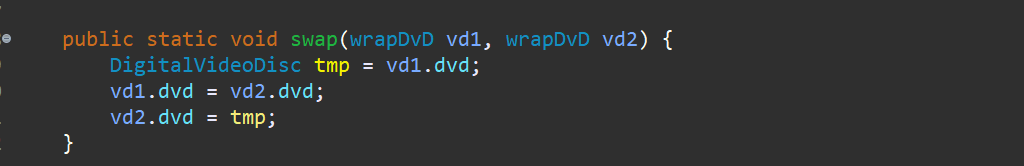 public static void swap(wrapDvD vd1, wrapDvD vd2) {
DigitalVideoDisc tmp = vd1.dvd;
vd1.dvd = vd2.dvd;
vd2.dvd = tmp;
}